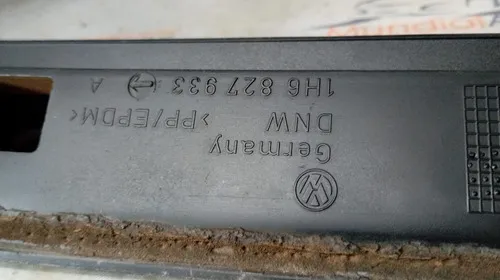 Germany
DNW >PP/EPDM<
1H6 827 933 A